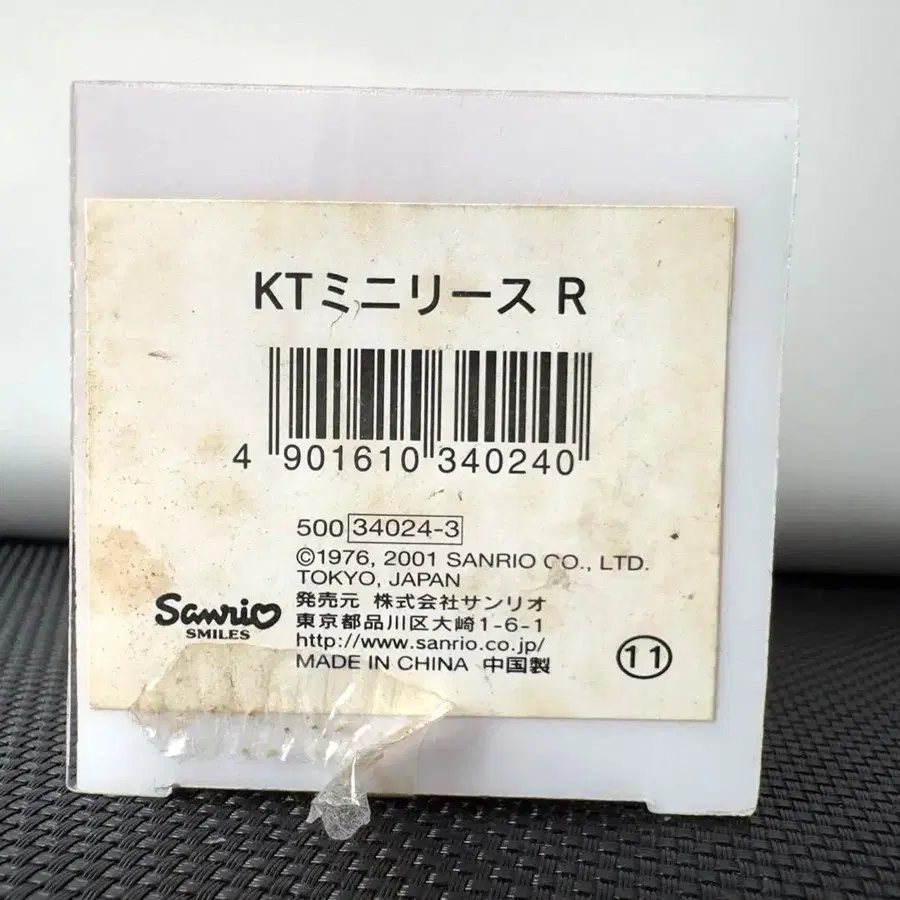 KTミニリース R
4 901610 340240
500 34024-3
©1976, 2001 SANRIO CO., LTD.
TOKYO, JAPAN
発売元 株式会社サンリオ
東京都品川区大崎1-6-1
http://www.sanrio.co.jp/
MADE IN CHINA 中国製
Sanrio
SMILES
11